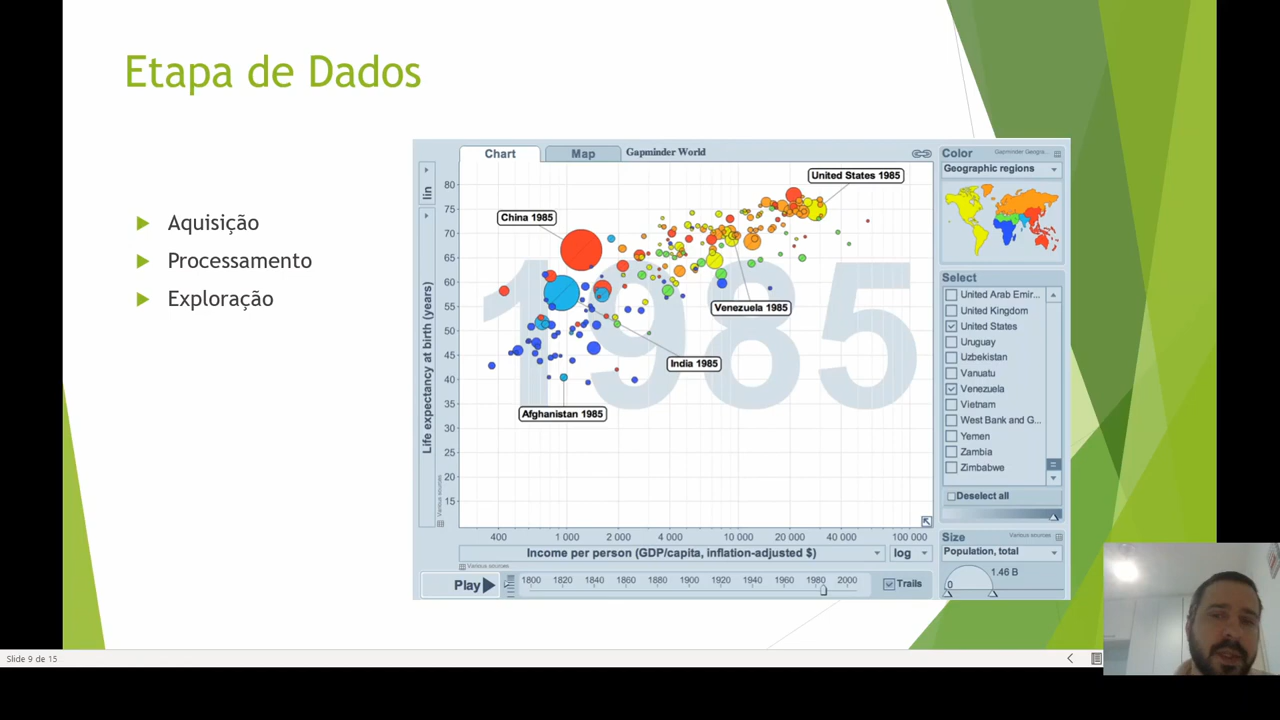 Etapa de Dados
Aquisição
Processamento
Exploração
Chart
Map
Gapminder World
Color
Geographic regions
lin
Life expectancy at birth (years)
80
75
70
65
60
55
50
45
40
35
30
25
20
15
1985
United States 1985
China 1985
Venezuela 1985
India 1985
Afghanistan 1985
400
1 000
2 000
4 000
10 000
20 000
40 000
100 000
Income per person (GDP/capita, inflation-adjusted $)
log
Various sources
Play
1800 1820 1840 1860 1880 1900 1920 1940 1960 1980 2000
Trails
Select
United Arab Emir...
United Kingdom
United States
Uruguay
Uzbekistan
Vanuatu
Venezuela
Vietnam
West Bank and G...
Yemen
Zambia
Zimbabwe
Deselect all
Size
Various sources
Population, total
1.46 B
0
Slide 9 de 15